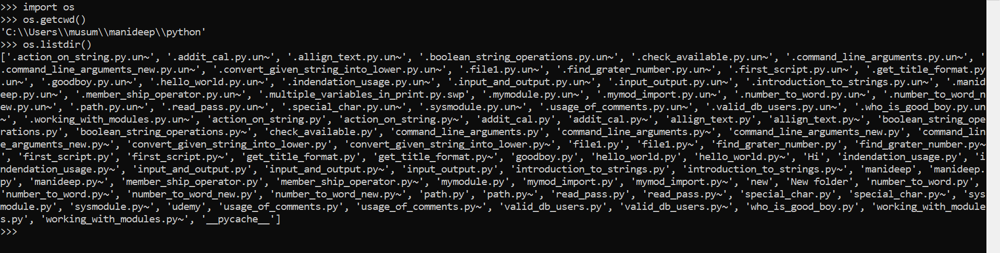 >>> import os
>>> os.getcwd()
'C:\\Users\\musum\\manideep\\python'
>>> os.listdir()
['.action_on_string.py.un~', '.addit_cal.py.un~', '.allign_text.py.un~', '.boolean_string_operations.py.un~', '.check_available.py.un~', '.command_line_arguments.py.un~', '
.command_line_arguments_new.py.un~', '.convert_given_string_into_lower.py.un~', '.file1.py.un~', '.find_grater_number.py.un~', '.first_script.py.un~', '.get_title_format.py
.un~', '.goodboy.py.un~', '.hello_world.py.un~', '.indendation_usage.py.un~', '.input_and_output.py.un~', '.input_output.py.un~', '.introduction_to_strings.py.un~', '.manid
eep.py.un~', '.member_ship_operator.py.un~', '.multiple_variables_in_print.py.swp', '.mymodule.py.un~', '.mymod_import.py.un~', '.number_to_word.py.un~', '.number_to_word_n
ew.py.un~', '.path.py.un~', '.read_pass.py.un~', '.special_char.py.un~', '.sysmodule.py.un~', '.usage_of_comments.py.un~', '.valid_db_users.py.un~', '.who_is_good_boy.py.un
~', '.working_with_modules.py.un~', 'action_on_string.py', 'action_on_string.py~', 'addit_cal.py', 'addit_cal.py~', 'allign_text.py', 'allign_text.py~', 'boolean_string_ope
rations.py', 'boolean_string_operations.py~', 'check_available.py', 'command_line_arguments.py', 'command_line_arguments.py~', 'command_line_arguments_new.py', 'command_lin
e_arguments_new.py~', 'convert_given_string_into_lower.py', 'convert_given_string_into_lower.py~', 'file1.py', 'file1.py~', 'find_grater_number.py', 'find_grater_number.py~
', 'first_script.py', 'first_script.py~', 'get_title_format.py', 'get_title_format.py~', 'goodboy.py', 'hello_world.py', 'hello_world.py~', 'Hi', 'indendation_usage.py', 'i
ndendation_usage.py~', 'input_and_output.py', 'input_and_output.py~', 'input_output.py', 'introduction_to_strings.py', 'introduction_to_strings.py~', 'manideep', 'manideep.
py', 'manideep.py~', 'member_ship_operator.py', 'member_ship_operator.py~', 'mymodule.py', 'mymod_import.py', 'mymod_import.py~', 'new', 'New folder', 'number_to_word.py',
'number_to_word.py~', 'number_to_word_new.py', 'number_to_word_new.py~', 'path.py', 'path.py~', 'read_pass.py', 'read_pass.py~', 'special_char.py', 'special_char.py~', 'sys
module.py', 'sysmodule.py~', 'udemy', 'usage_of_comments.py', 'usage_of_comments.py~', 'valid_db_users.py', 'valid_db_users.py~', 'who_is_good_boy.py', 'working_with_module
s.py', 'working_with_modules.py~', '__pycache__']
>>>